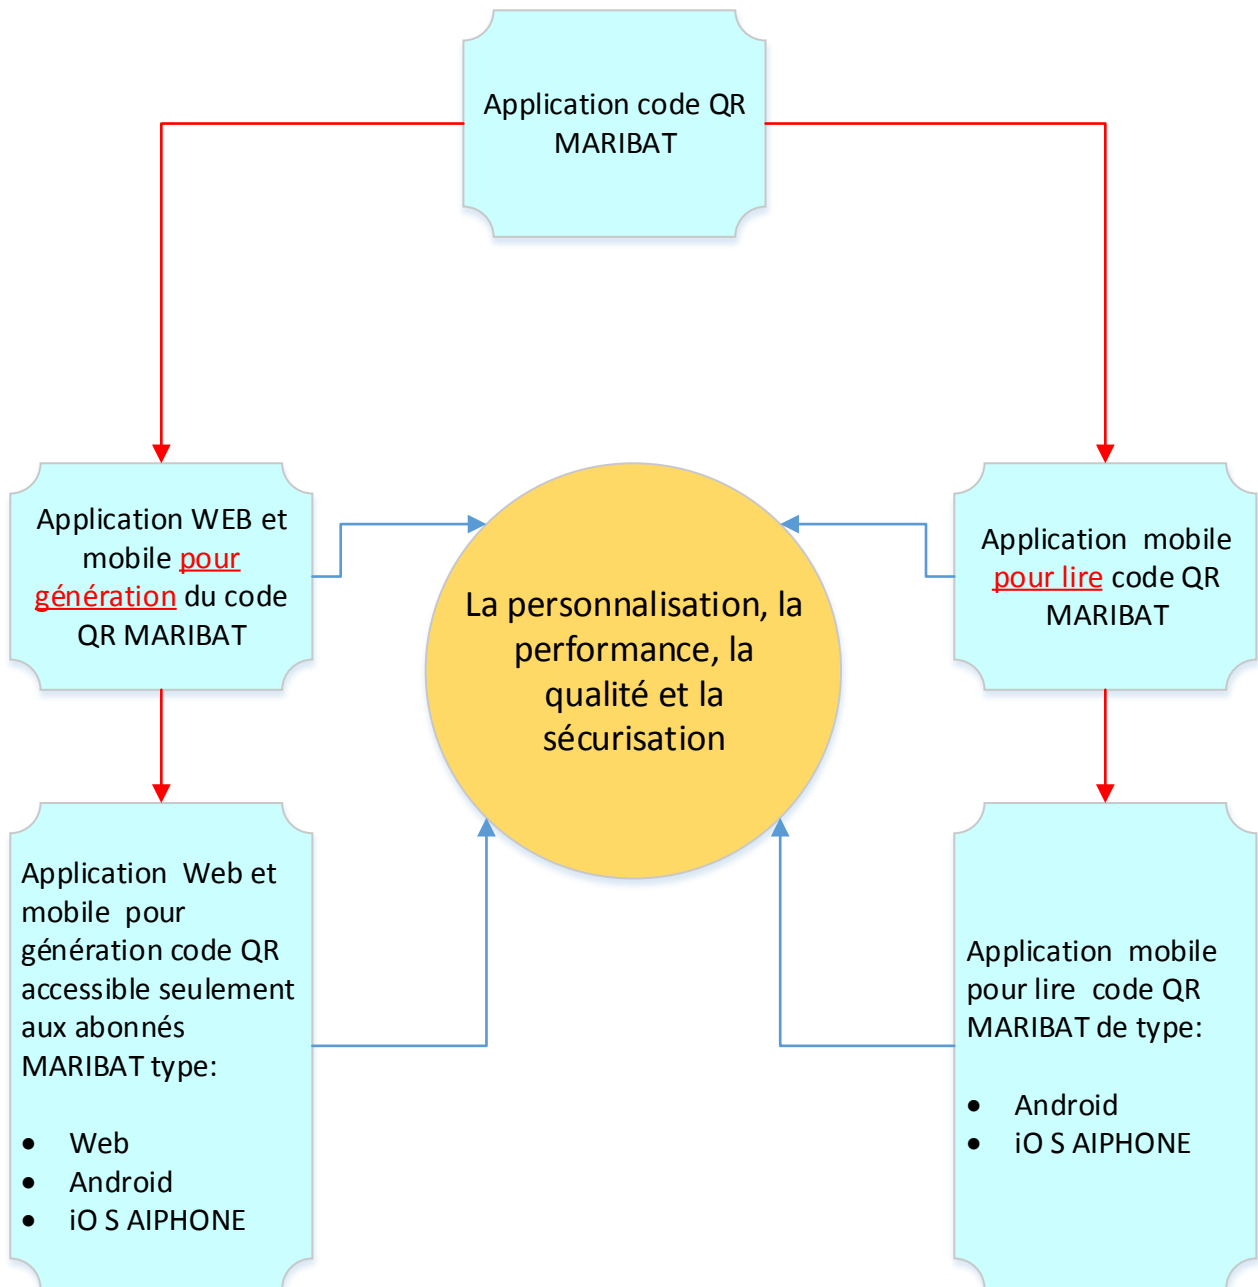 Application code QR
MARIBAT
Application WEB et
mobile pour
génération du code
QR MARIBAT
La personnalisation, la
performance, la
qualité et la
sécurisation
Application mobile
pour lire code QR
MARIBAT
Application Web et
mobile pour
génération code QR
accessible seulement
aux abonnés
MARIBAT type:
• Web
• Android
• iO S AIPHONE
Application mobile
pour lire code QR
MARIBAT de type:
• Android
• iO S AIPHONE